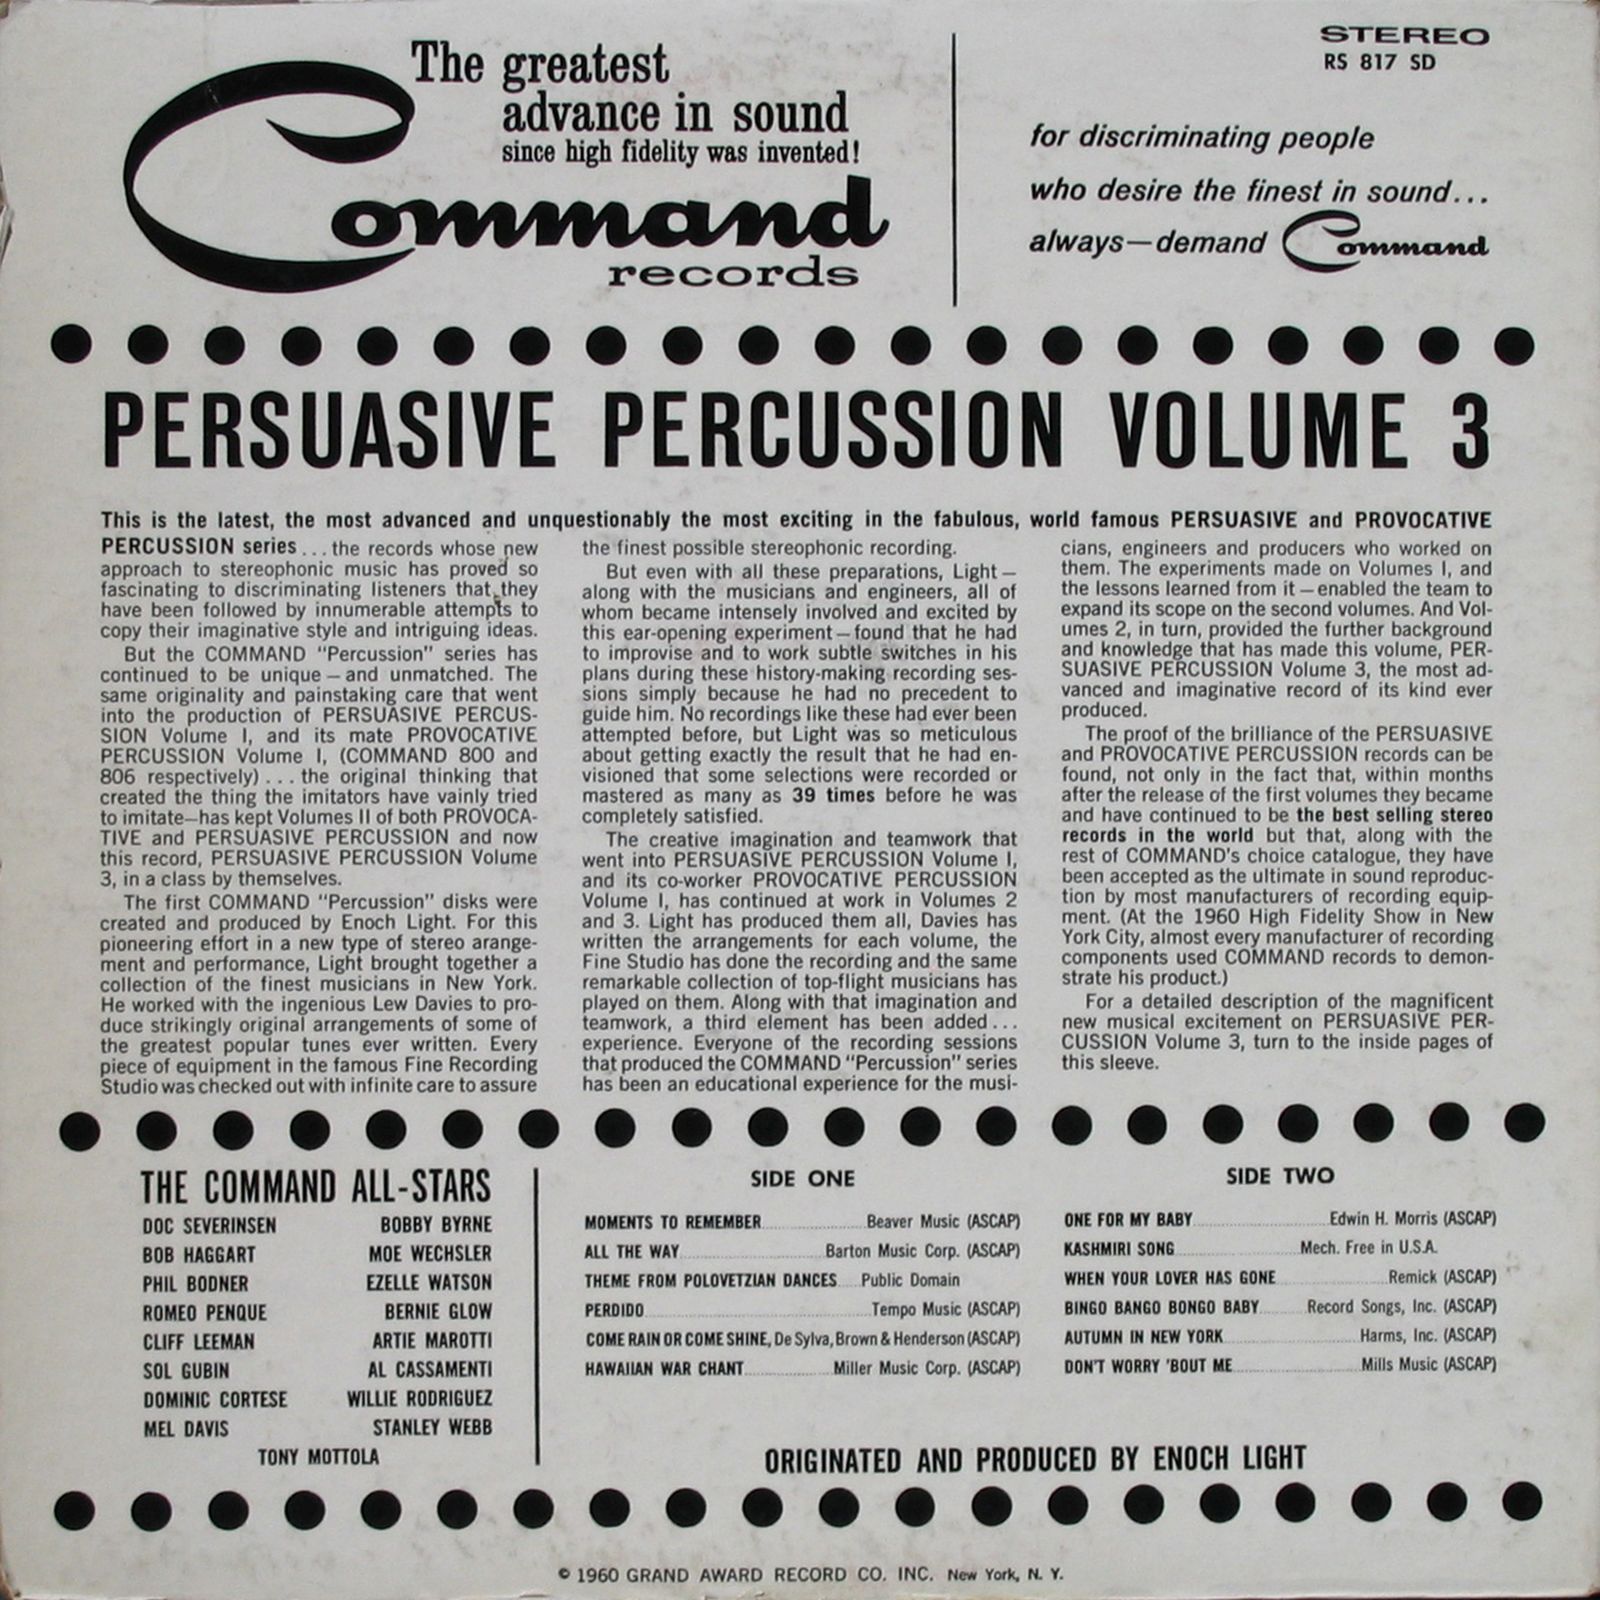 The greatest
advance in sound
since high fidelity was invented!
Command
records
STEREO
RS 817 SD
for discriminating people
who desire the finest in sound...
always—demand Command
PERSUASIVE PERCUSSION VOLUME 3
This is the latest, the most advanced and unquestionably the most exciting in the fabulous, world famous PERSUASIVE and PROVOCATIVE
PERCUSSION series ... the records whose new
approach to stereophonic music has proved so
fascinating to discriminating listeners that they
have been followed by innumerable attempts to
copy their imaginative style and intriguing ideas.
But the COMMAND "Percussion" series has
continued to be unique — and unmatched. The
same originality and painstaking care that went
into the production of PERSUASIVE PERCUS-
SION Volume I, and its mate PROVOCATIVE
PERCUSSION Volume I, (COMMAND 800 and
806 respectively) ... the original thinking that
created the thing the imitators have vainly tried
to imitate—has kept Volumes II of both PROVOCA-
TIVE and PERSUASIVE PERCUSSION and now
this record, PERSUASIVE PERCUSSION Volume
3, in a class by themselves.
The first COMMAND "Percussion" disks were
created and produced by Enoch Light. For this
pioneering effort in a new type of stereo arange-
ment and performance, Light brought together a
collection of the finest musicians in New York.
He worked with the ingenious Lew Davies to pro-
duce strikingly original arrangements of some of
the greatest popular tunes ever written. Every
piece of equipment in the famous Fine Recording
Studio was checked out with infinite care to assure
the finest possible stereophonic recording.
But even with all these preparations, Light —
along with the musicians and engineers, all of
whom became intensely involved and excited by
this ear-opening experiment — found that he had
to improvise and to work subtle switches in his
plans during these history-making recording ses-
sions simply because he had no precedent to
guide him. No recordings like these had ever been
attempted before, but Light was so meticulous
about getting exactly the result that he had en-
visioned that some selections were recorded or
mastered as many as 39 times before he was
completely satisfied.
The creative imagination and teamwork that
went into PERSUASIVE PERCUSSION Volume I,
and its co-worker PROVOCATIVE PERCUSSION
Volume I, has continued at work in Volumes 2
and 3. Light has produced them all, Davies has
written the arrangements for each volume, the
Fine Studio has done the recording and the same
remarkable collection of top-flight musicians has
played on them. Along with that imagination and
teamwork, a third element has been added...
experience. Everyone of the recording sessions
that produced the COMMAND "Percussion" series
has been an educational experience for the musi-
cians, engineers and producers who worked on
them. The experiments made on Volumes I, and
the lessons learned from it — enabled the team to
expand its scope on the second volumes. And Vol-
umes 2, in turn, provided the further background
and knowledge that has made this volume, PER-
SUASIVE PERCUSSION Volume 3, the most ad-
vanced and imaginative record of its kind ever
produced.
The proof of the brilliance of the PERSUASIVE
and PROVOCATIVE PERCUSSION records can be
found, not only in the fact that, within months
after the release of the first volumes they became
and have continued to be the best selling stereo
records in the world but that, along with the
rest of COMMAND's choice catalogue, they have
been accepted as the ultimate in sound reproduc-
tion by most manufacturers of recording equip-
ment. (At the 1960 High Fidelity Show in New
York City, almost every manufacturer of recording
components used COMMAND records to demon-
strate his product.)
For a detailed description of the magnificent
new musical excitement on PERSUASIVE PER-
CUSSION Volume 3, turn to the inside pages of
this sleeve.
THE COMMAND ALL-STARS
DOC SEVERINSEN BOBBY BYRNE
BOB HAGGART MOE WECHSLER
PHIL BODNER EZELLE WATSON
ROMEO PENQUE BERNIE GLOW
CLIFF LEEMAN ARTIE MAROTTI
SOL GUBIN AL CASSAMENTI
DOMINIC CORTESE WILLIE RODRIGUEZ
MEL DAVIS STANLEY WEBB
TONY MOTTOLA
SIDE ONE
MOMENTS TO REMEMBER Beaver Music (ASCAP)
ALL THE WAY Barton Music Corp. (ASCAP)
THEME FROM POLOVETZIAN DANCES Public Domain
PERDIDO Tempo Music (ASCAP)
COME RAIN OR COME SHINE, De Sylva, Brown & Henderson (ASCAP)
HAWAIIAN WAR CHANT Miller Music Corp. (ASCAP)
SIDE TWO
ONE FOR MY BABY Edwin H. Morris (ASCAP)
KASHMIRI SONG Mech. Free in U.S.A.
WHEN YOUR LOVER HAS GONE Remick (ASCAP)
BINGO BANGO BONGO BABY Record Songs, Inc. (ASCAP)
AUTUMN IN NEW YORK Harms, Inc. (ASCAP)
DON'T WORRY 'BOUT ME Mills Music (ASCAP)
ORIGINATED AND PRODUCED BY ENOCH LIGHT
© 1960 GRAND AWARD RECORD CO. INC. New York, N. Y.